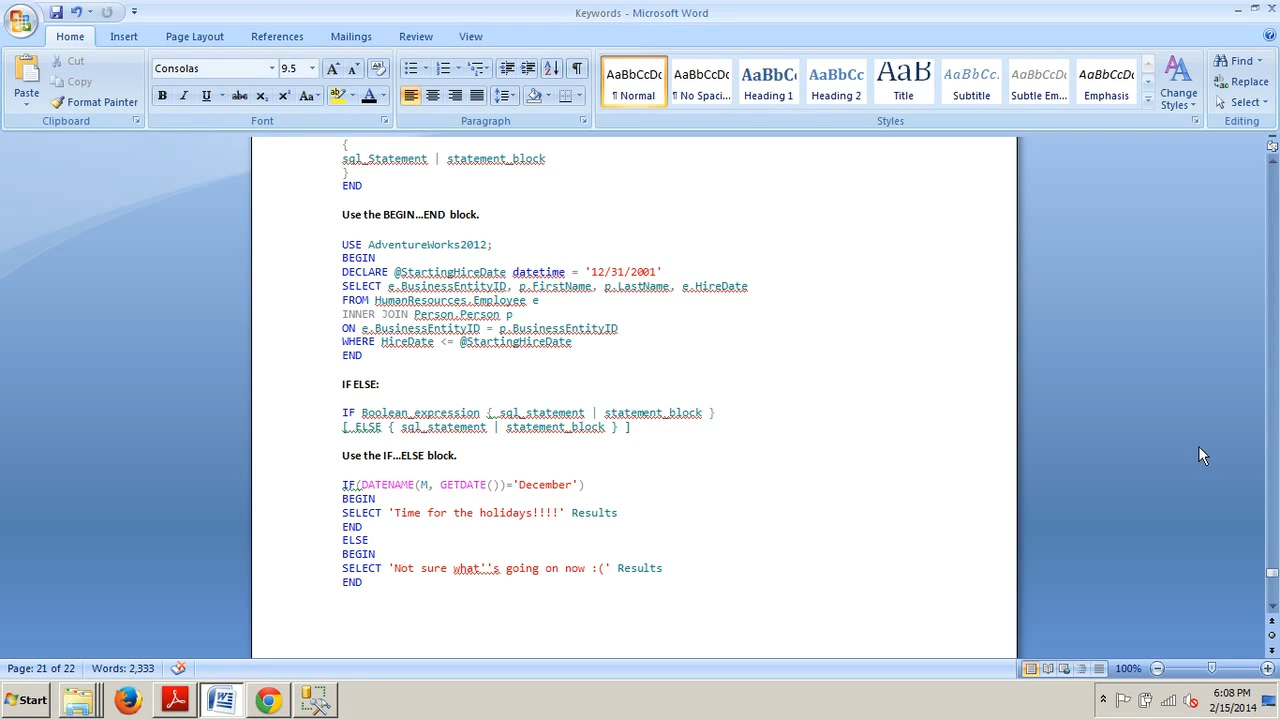 Keywords - Microsoft Word
Home Insert Page Layout References Mailings Review View
Paste
Cut
Copy
Format Painter
Clipboard
Consolas 9.5
Font
Paragraph
AaBbCcDc AaBbCcDc AaBbCc AaBbCc AaB AaBbCc. AaBbCcDc AaBbCcDc
¶ Normal ¶ No Spaci... Heading 1 Heading 2 Title Subtitle Subtle Em... Emphasis
Change Styles
Styles
Find
Replace
Select
Editing
{
sql_Statement | statement_block
}
END
Use the BEGIN...END block.
USE AdventureWorks2012;
BEGIN
DECLARE @StartingHireDate datetime = '12/31/2001'
SELECT e.BusinessEntityID, p.FirstName, p.LastName, e.HireDate
FROM HumanResources.Employee e
INNER JOIN Person.Person p
ON e.BusinessEntityID = p.BusinessEntityID
WHERE HireDate <= @StartingHireDate
END
IF ELSE:
IF Boolean_expression { sql_statement | statement_block }
[ ELSE { sql_statement | statement_block } ]
Use the IF...ELSE block.
IF(DATENAME(M, GETDATE())='December')
BEGIN
SELECT 'Time for the holidays!!!!' Results
END
ELSE
BEGIN
SELECT 'Not sure what''s going on now :(' Results
END
Page: 21 of 22 Words: 2,333 100%
Start 6:08 PM
2/15/2014